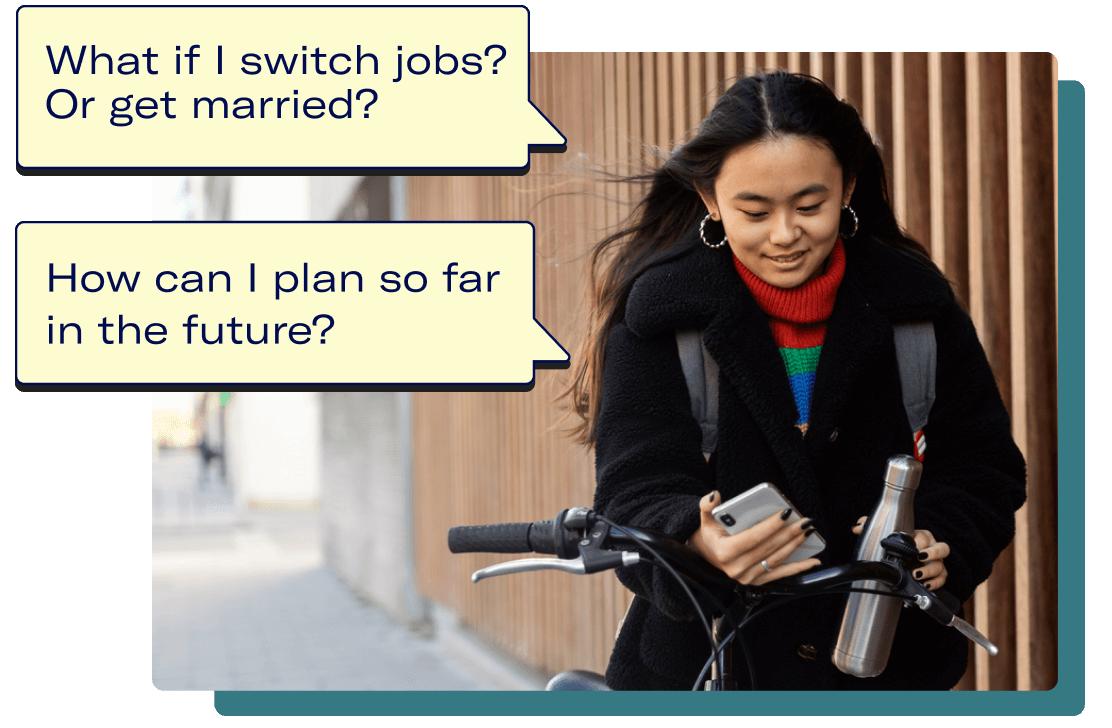 What if I switch jobs?
Or get married?
How can I plan so far
in the future?